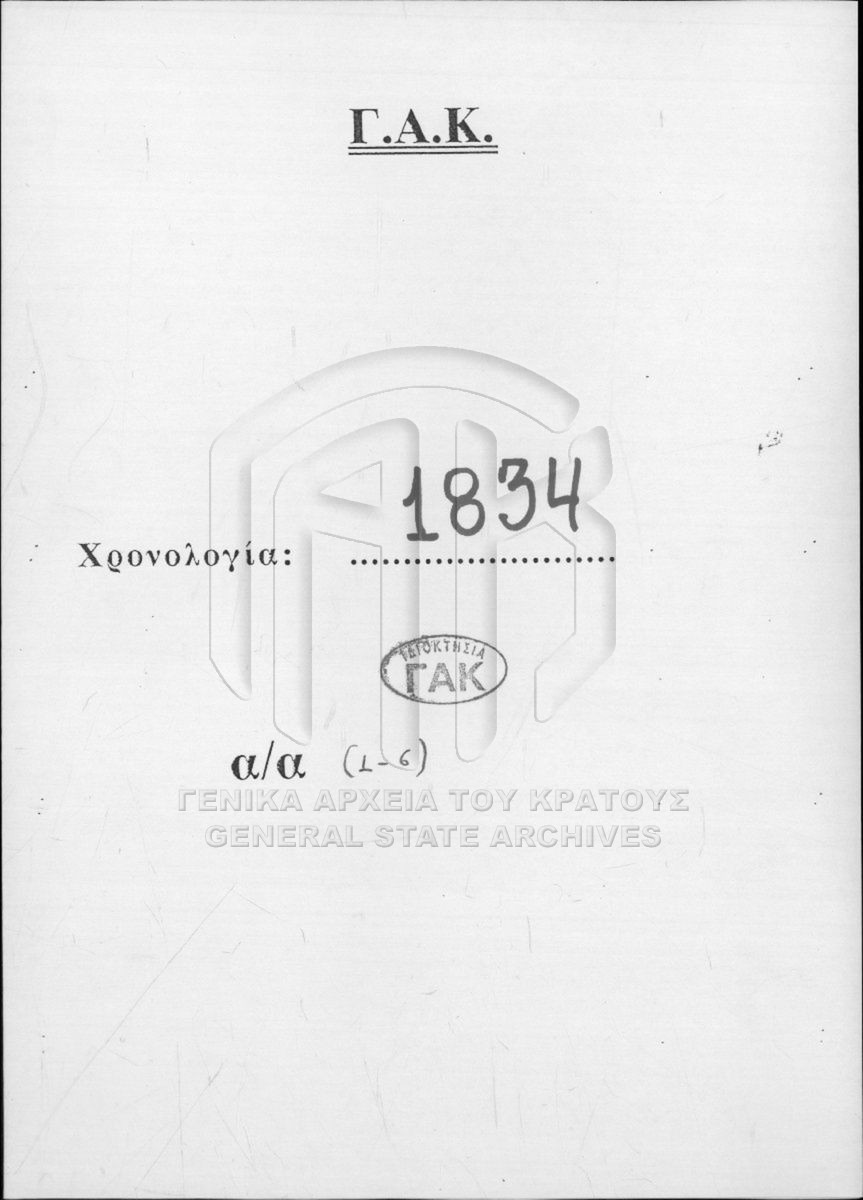 Γ.Α.Κ.
Χρονολογία: 1834
ΙΔΙΟΚΤΗΣΙΑ
ΓΑΚ
α/α (1-6)
ΓΕΝΙΚΑ ΑΡΧΕΙΑ ΤΟΥ ΚΡΑΤΟΥΣ
GENERAL STATE ARCHIVES